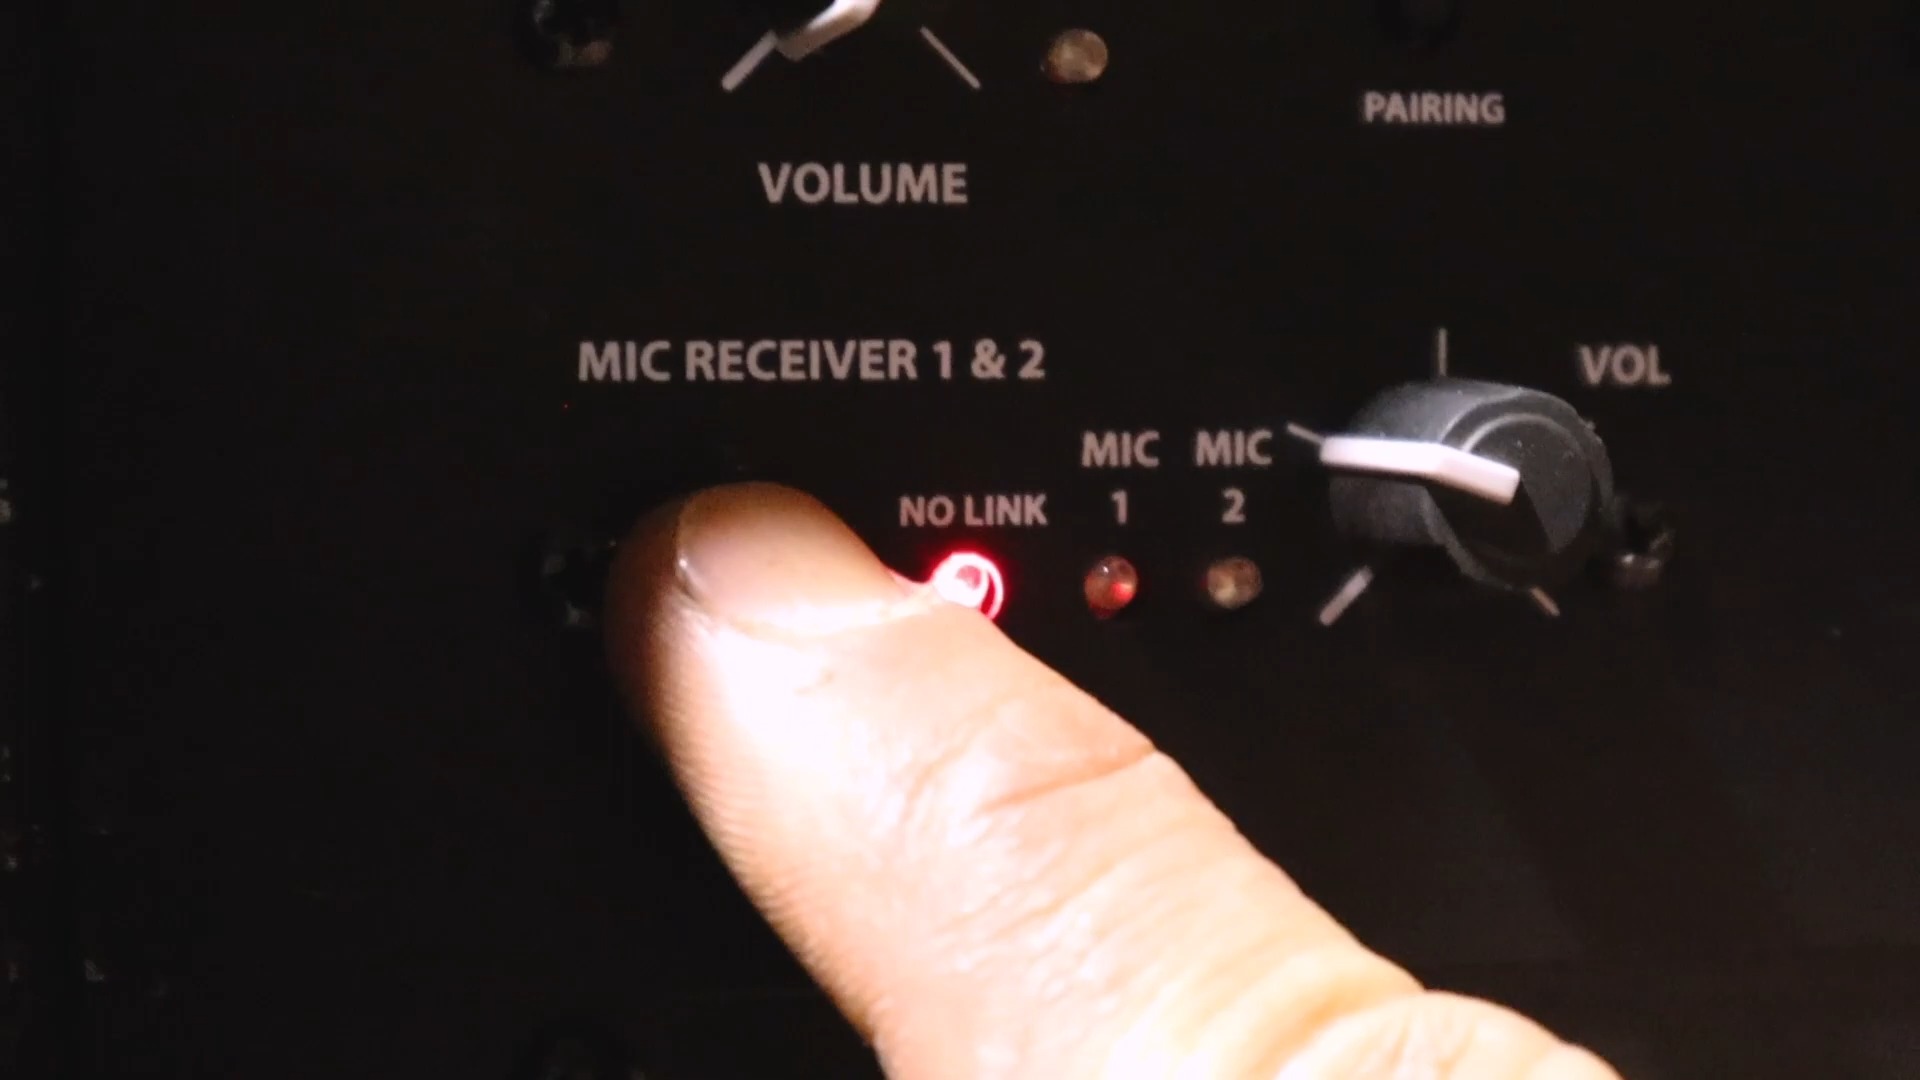 PAIRING
VOLUME
MIC RECEIVER 1 & 2
VOL
MIC MIC
NO LINK 1 2